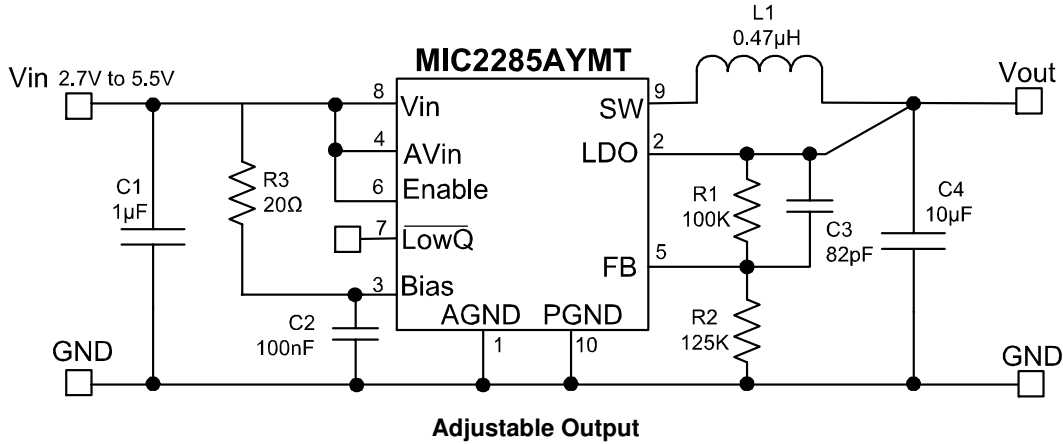 L1
0.47µH
MIC2285AYMT
Vin 2.7V to 5.5V
Vout
8
Vin
SW
9
4
AVin
LDO
2
6
Enable
C1
1µF
R3
20Ω
R1
100K
C4
10µF
7
LowQ
C3
82pF
FB
5
3
Bias
C2
100nF
AGND
PGND
1
10
R2
125K
GND
GND
Adjustable Output